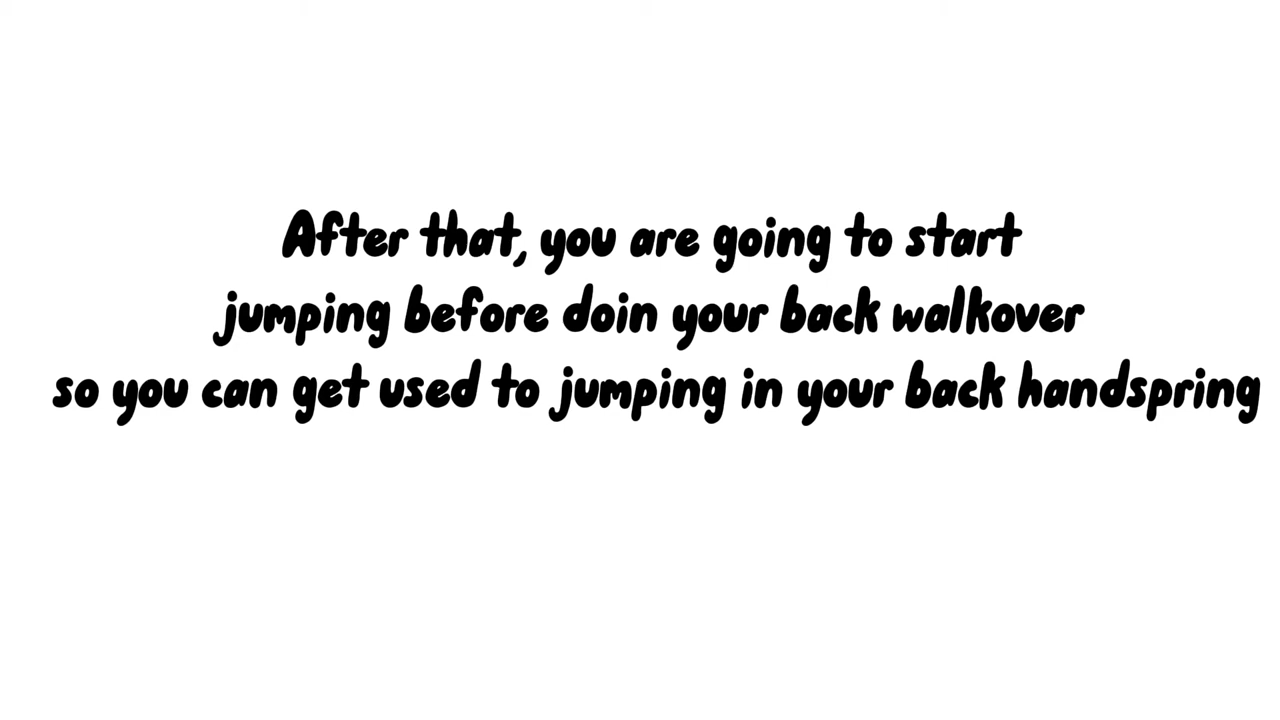 After that, you are going to start
jumping before doin your back walkover
so you can get used to jumping in your back handspring